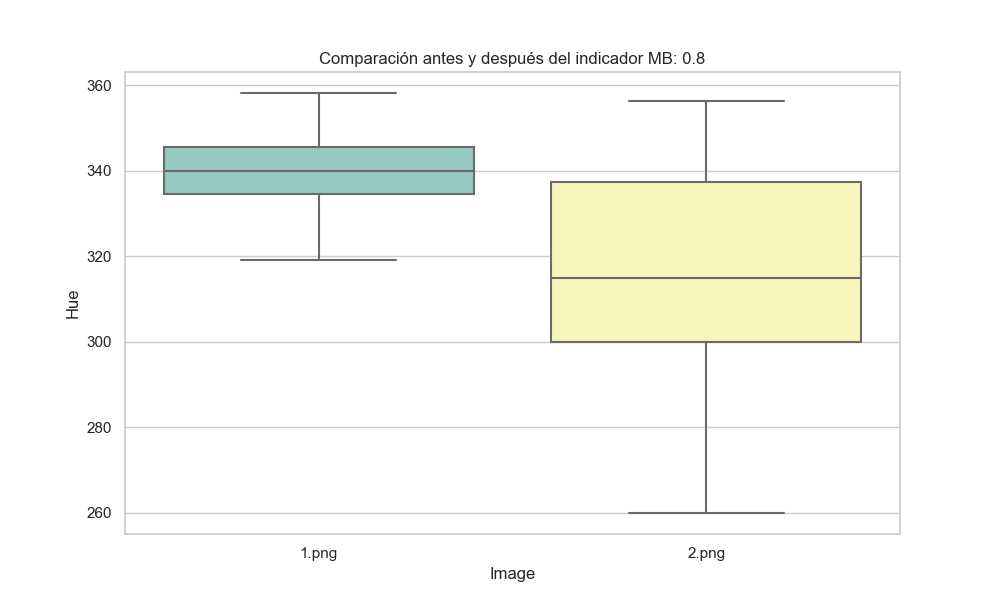 Comparación antes y después del indicador MB: 0.8
360
340
320
300
280
260
Hue
1.png
2.png
Image